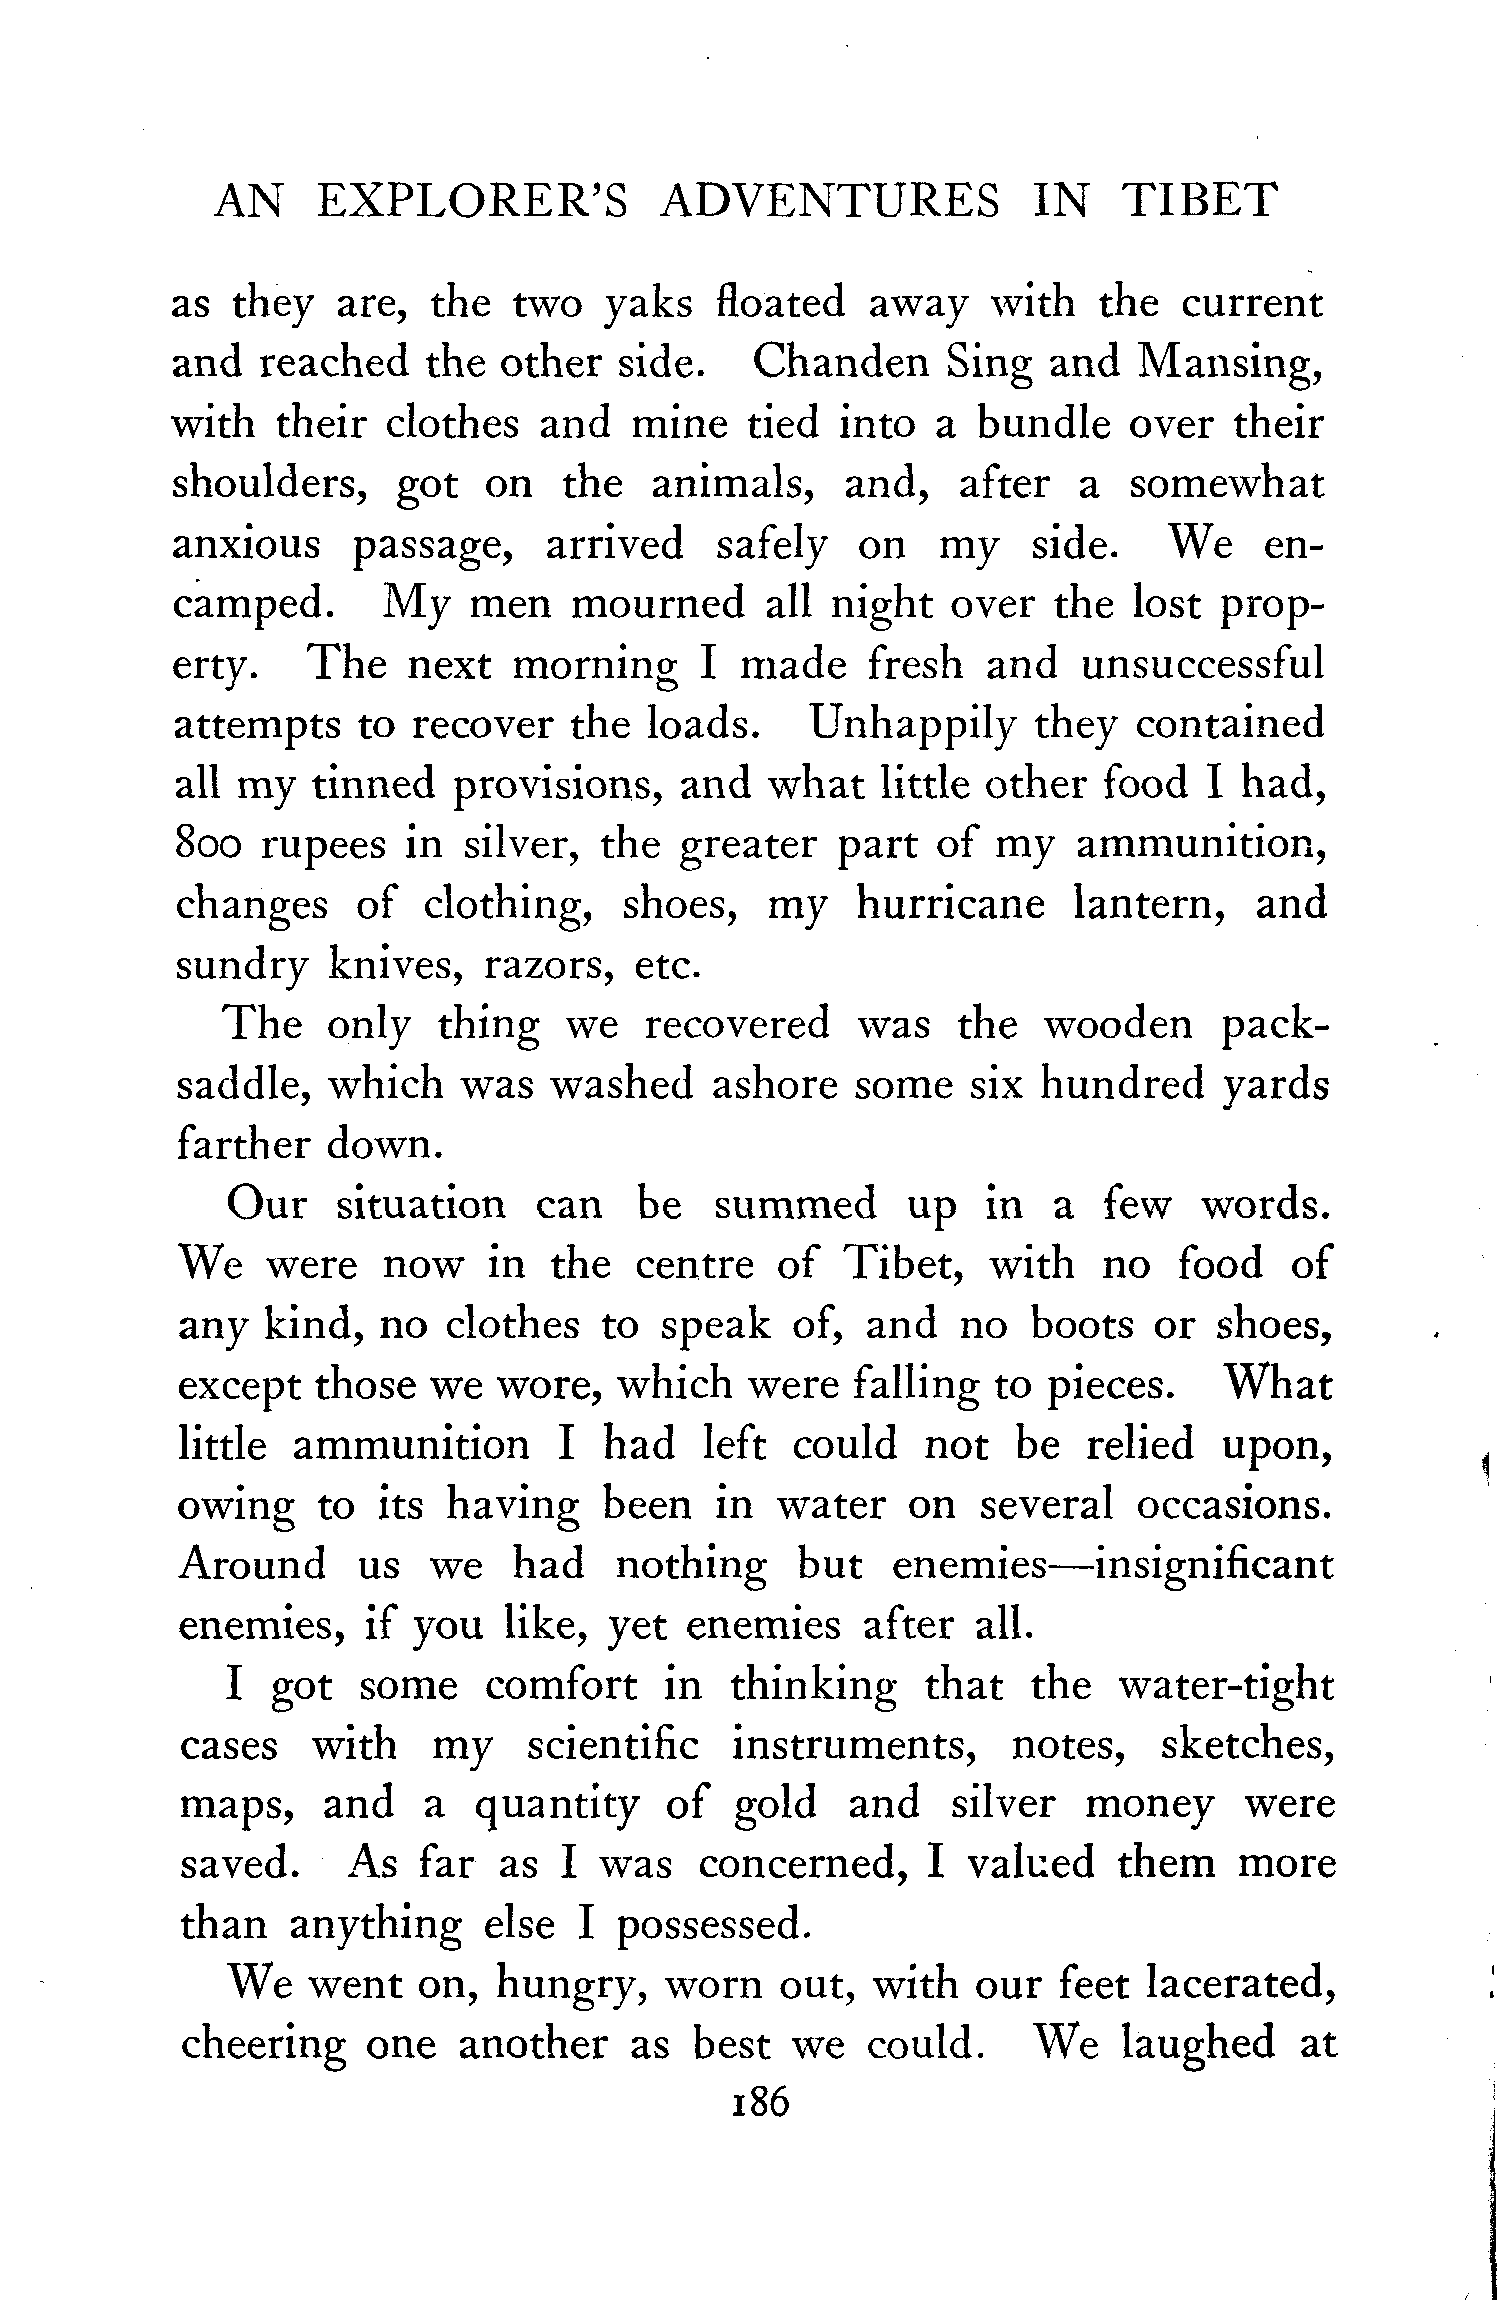 AN EXPLORER'S ADVENTURES IN TIBET
as they are, the two yaks floated away with the current
and reached the other side. Chanden Sing and Mansing,
with their clothes and mine tied into a bundle over their
shoulders, got on the animals, and, after a somewhat
anxious passage, arrived safely on my side. We en-
camped. My men mourned all night over the lost prop-
erty. The next morning I made fresh and unsuccessful
attempts to recover the loads. Unhappily they contained
all my tinned provisions, and what little other food I had,
800 rupees in silver, the greater part of my ammunition,
changes of clothing, shoes, my hurricane lantern, and
sundry knives, razors, etc.
The only thing we recovered was the wooden pack-
saddle, which was washed ashore some six hundred yards
farther down.
Our situation can be summed up in a few words.
We were now in the centre of Tibet, with no food of
any kind, no clothes to speak of, and no boots or shoes,
except those we wore, which were falling to pieces. What
little ammunition I had left could not be relied upon,
owing to its having been in water on several occasions.
Around us we had nothing but enemies—insignificant
enemies, if you like, yet enemies after all.
I got some comfort in thinking that the water-tight
cases with my scientific instruments, notes, sketches,
maps, and a quantity of gold and silver money were
saved. As far as I was concerned, I valued them more
than anything else I possessed.
We went on, hungry, worn out, with our feet lacerated,
cheering one another as best we could. We laughed at
186